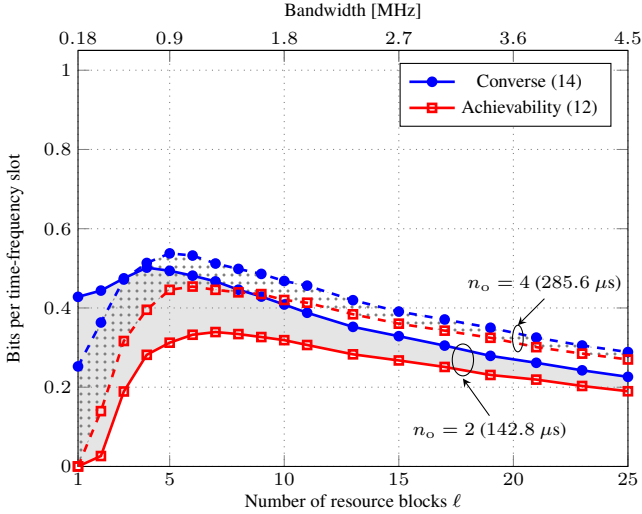 Bandwidth [MHz]
0.18 0.9 1.8 2.7 3.6 4.5
1
Converse (14)
Achievability (12)
0.8
0.6
0.4
0.2
0
Bits per time-frequency slot
n_o = 4 (285.6 μs)
n_o = 2 (142.8 μs)
1 5 10 15 20 25
Number of resource blocks ℓ